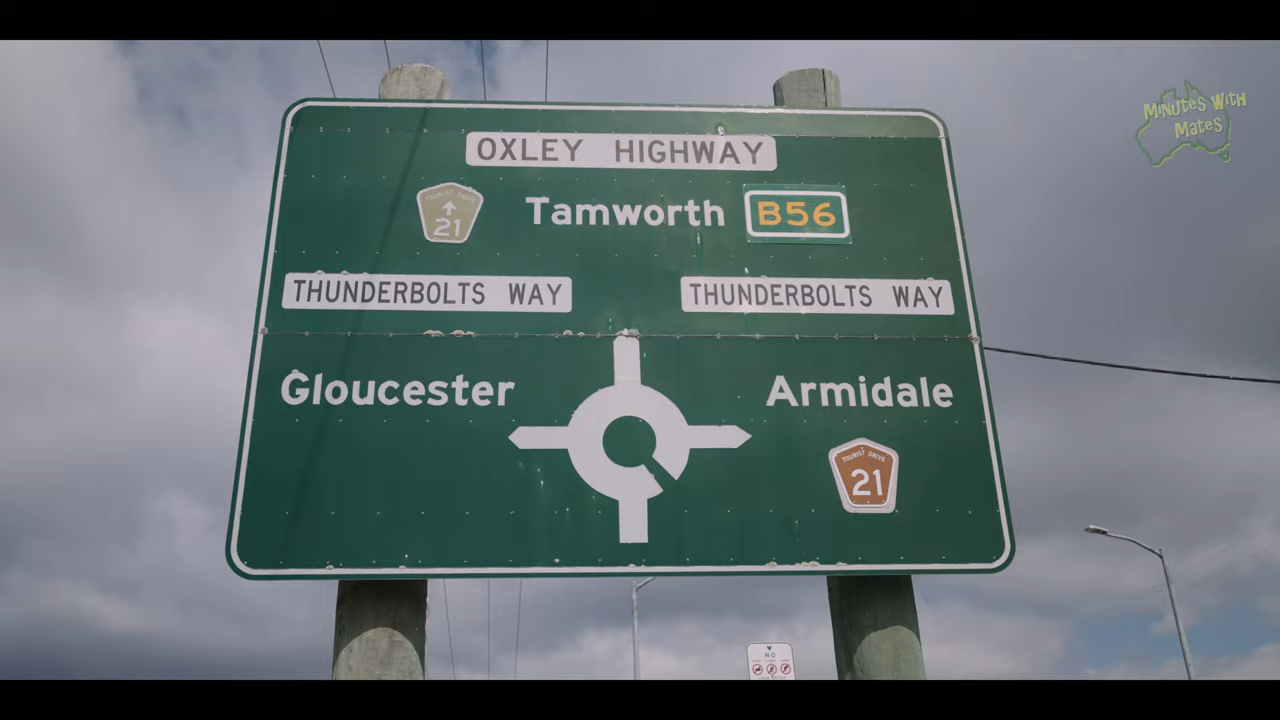 MINUTES WITH
MATES
OXLEY HIGHWAY
TOURIST DRIVE
21
Tamworth
B56
THUNDERBOLTS WAY
THUNDERBOLTS WAY
Gloucester
Armidale
TOURIST DRIVE
21
NO